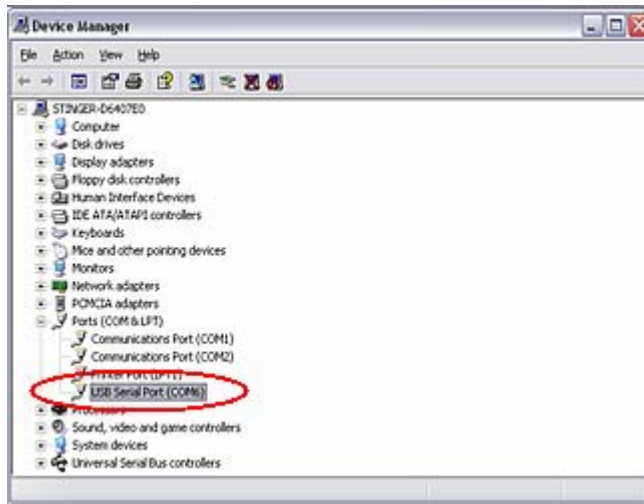 Device Manager
File Action View Help
STINGER-D6407E0
Computer
Disk drives
Display adapters
Floppy disk controllers
Human Interface Devices
IDE ATA/ATAPI controllers
Keyboards
Mice and other pointing devices
Monitors
Network adapters
PCMCIA adapters
Ports (COM & LPT)
Communications Port (COM1)
Communications Port (COM2)
Printer Port (LPT1)
USB Serial Port (COM6)
Processors
Sound, video and game controllers
System devices
Universal Serial Bus controllers